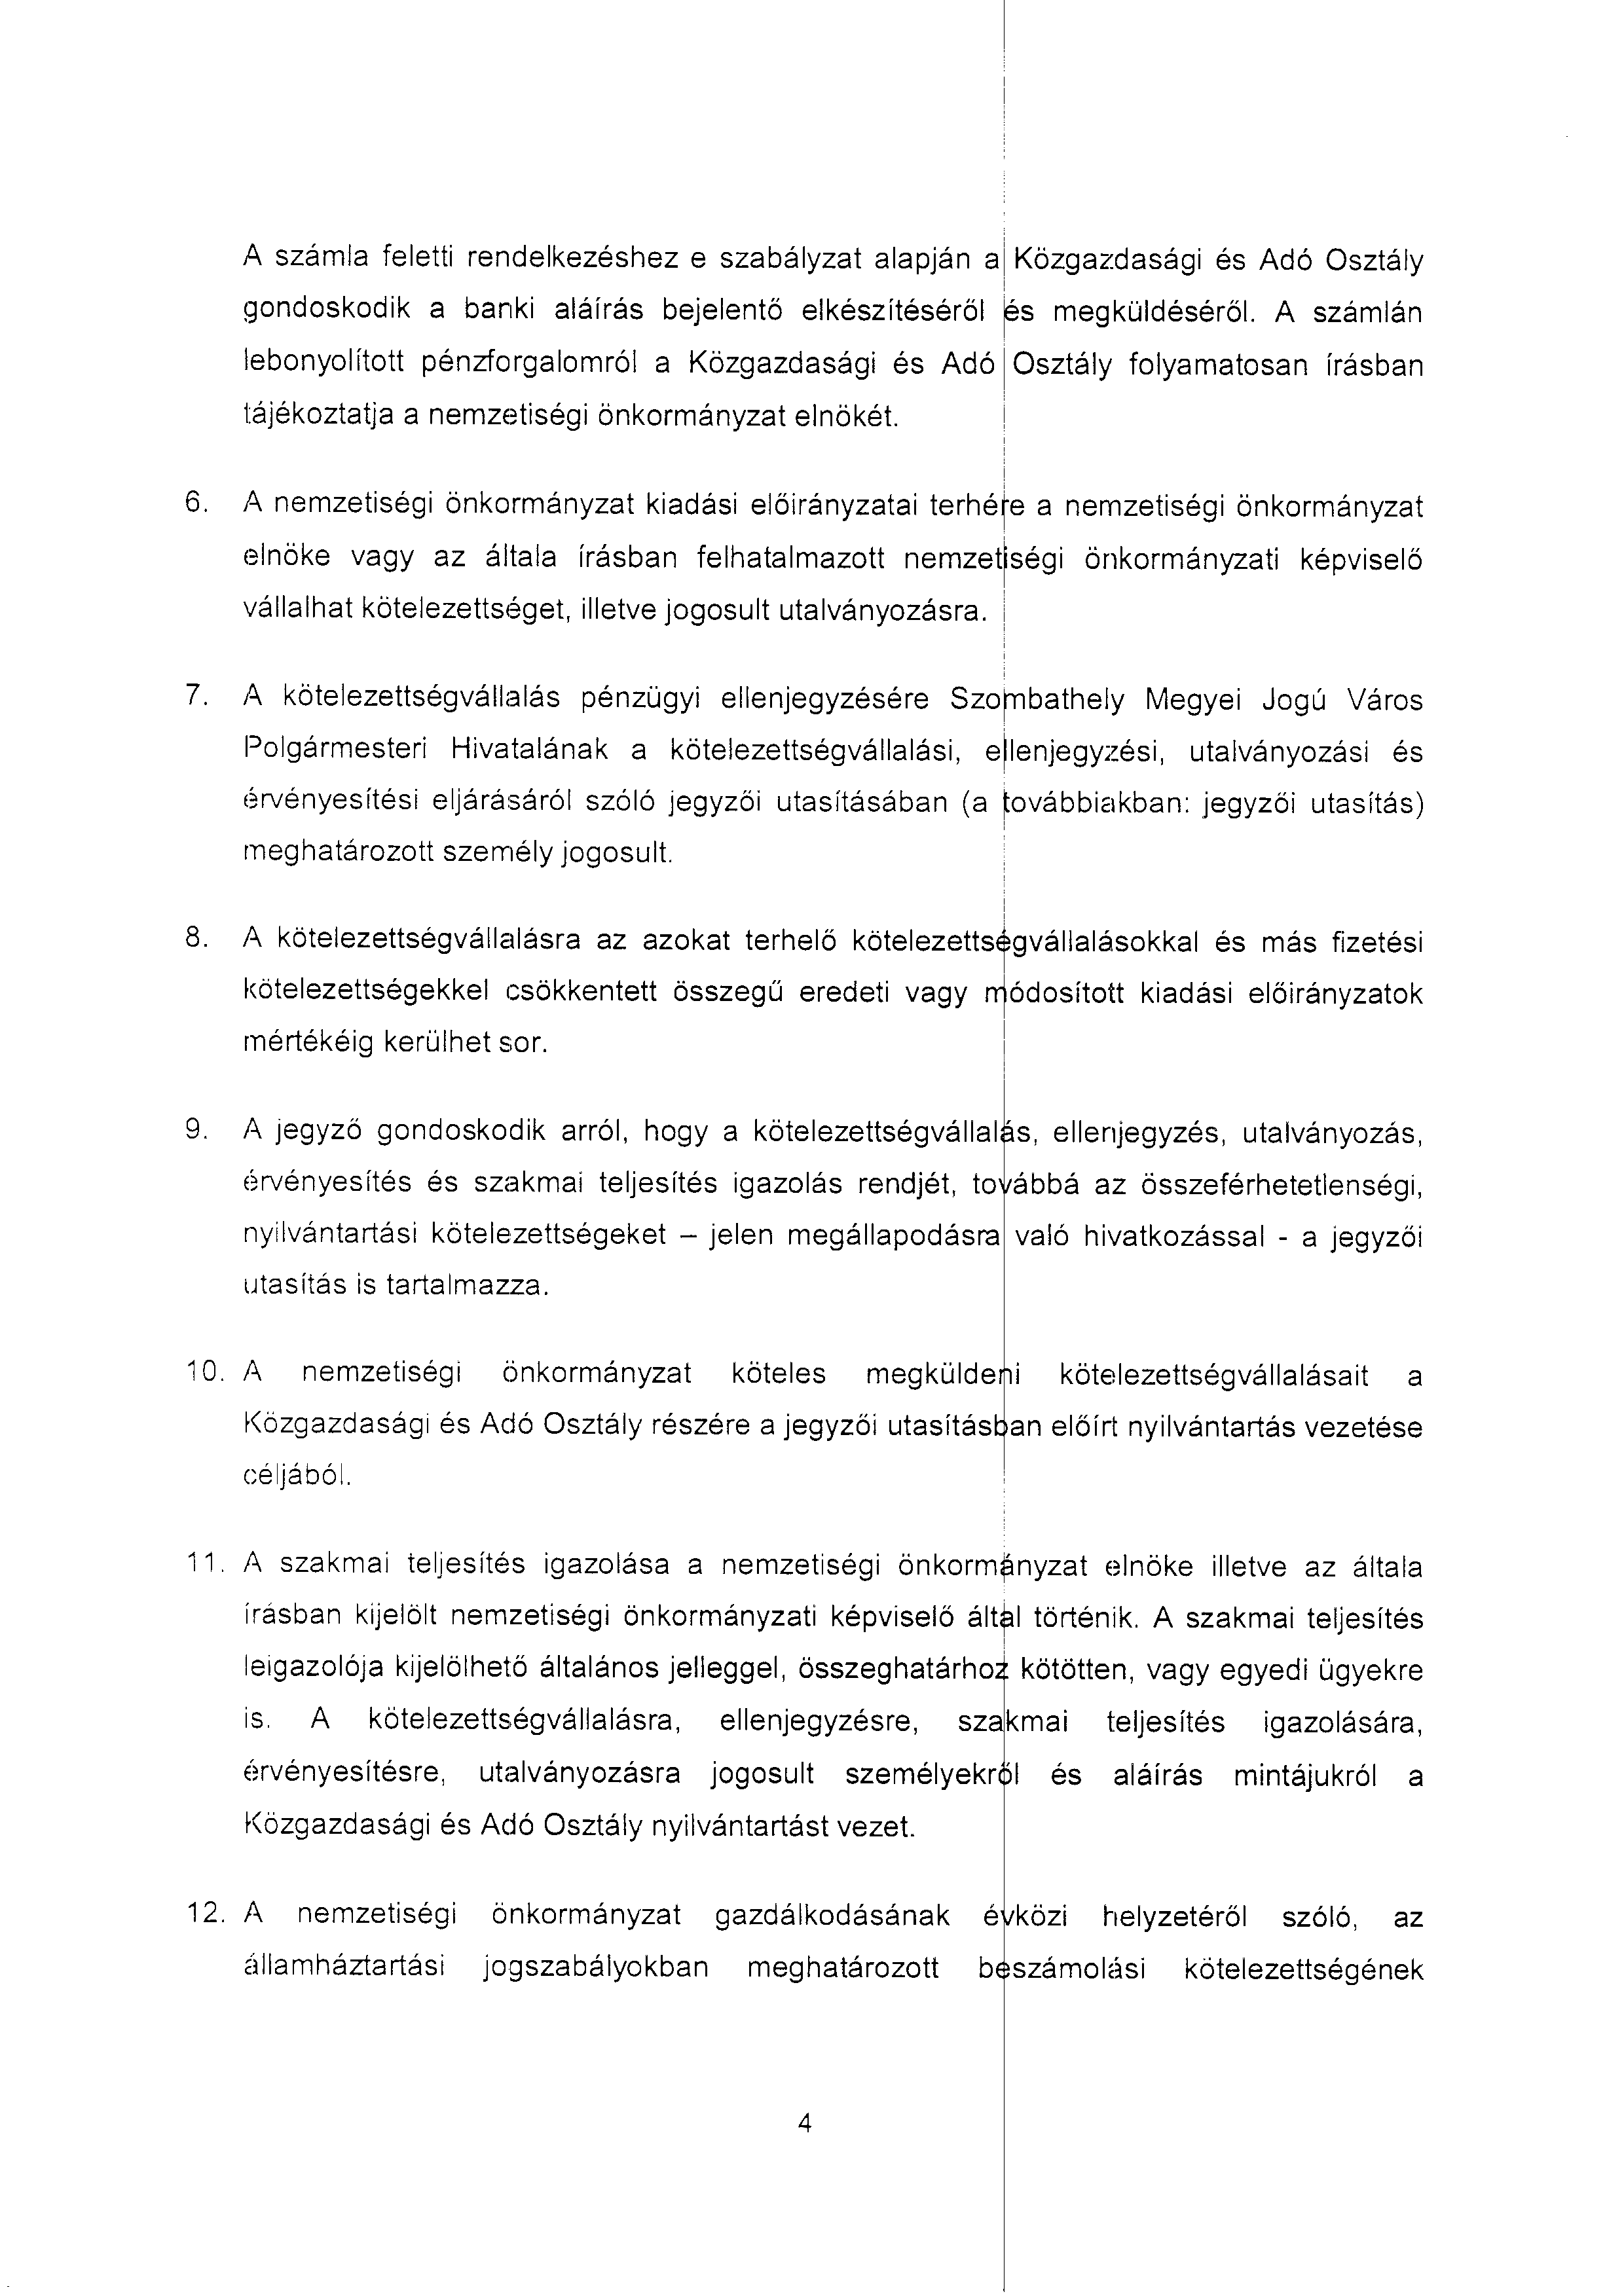 A számla feletti rendelkezéshez e szabályzat alapján a Közgazdasági és Adó Osztály
gondoskodik a banki aláírás bejelentő elkészítéséről és megküldéséről. A számlán
lebonyolított pénzforgalomról a Közgazdasági és Adó Osztály folyamatosan írásban
tájékoztatja a nemzetiségi önkormányzat elnökét.
6. A nemzetiségi önkormányzat kiadási előirányzatai terhére a nemzetiségi önkormányzat
elnöke vagy az általa írásban felhatalmazott nemzetiségi önkormányzati képviselő
vállalhat kötelezettséget, illetve jogosult utalványozásra.
7. A kötelezettségvállalás pénzügyi ellenjegyzésére Szombathely Megyei Jogú Város
Polgármesteri Hivatalának a kötelezettségvállalási, ellenjegyzési, utalványozási és
érvényesítési eljárásáról szóló jegyzői utasításában (a továbbiakban: jegyzői utasítás)
meghatározott személy jogosult.
8. A kötelezettségvállalásra az azokat terhelő kötelezettségvállalásokkal és más fizetési
kötelezettségekkel csökkentett összegű eredeti vagy módosított kiadási előirányzatok
mértékéig kerülhet sor.
9. A jegyző gondoskodik arról, hogy a kötelezettségvállalás, ellenjegyzés, utalványozás,
érvényesítés és szakmai teljesítés igazolás rendjét, továbbá az összeférhetetlenségi,
nyilvántartási kötelezettségeket – jelen megállapodásra való hivatkozással - a jegyzői
utasítás is tartalmazza.
10. A nemzetiségi önkormányzat köteles megküldeni kötelezettségvállalásait a
Közgazdasági és Adó Osztály részére a jegyzői utasításban előírt nyilvántartás vezetése
céljából.
11. A szakmai teljesítés igazolása a nemzetiségi önkormányzat elnöke illetve az általa
írásban kijelölt nemzetiségi önkormányzati képviselő által történik. A szakmai teljesítés
leigazolója kijelölhető általános jelleggel, összeghatárhoz kötötten, vagy egyedi ügyekre
is. A kötelezettségvállalásra, ellenjegyzésre, szakmai teljesítés igazolására,
érvényesítésre, utalványozásra jogosult személyekről és aláírás mintájukról a
Közgazdasági és Adó Osztály nyilvántartást vezet.
12. A nemzetiségi önkormányzat gazdálkodásának évközi helyzetéről szóló, az
államháztartási jogszabályokban meghatározott beszámolási kötelezettségének
4